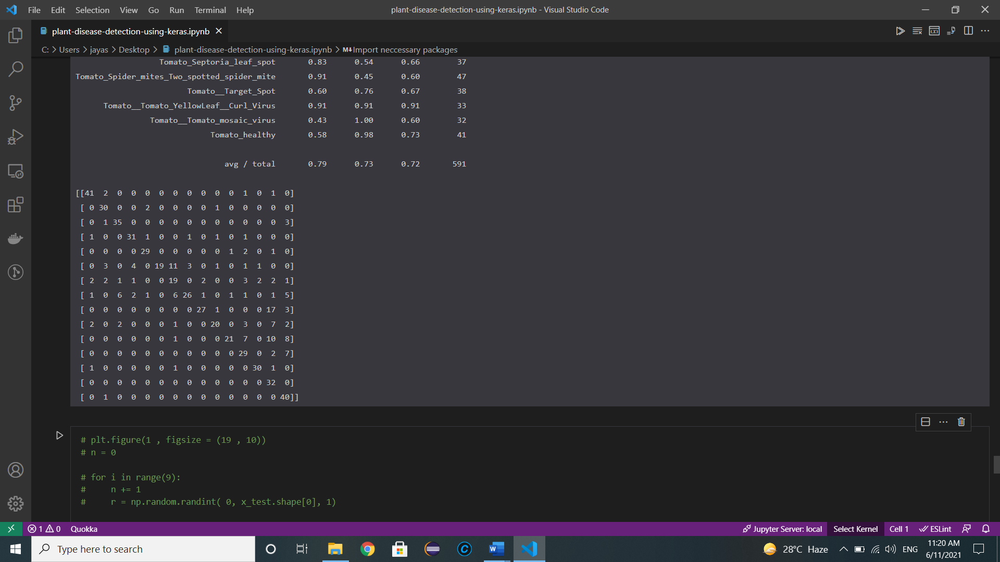 File Edit Selection View Go Run Terminal Help
plant-disease-detection-using-keras.ipynb - Visual Studio Code
plant-disease-detection-using-keras.ipynb
C: > Users > jayas > Desktop > plant-disease-detection-using-keras.ipynb > M↓Import neccessary packages
Tomato_Septoria_leaf_spot 0.83 0.54 0.66 37
Tomato_Spider_mites_Two_spotted_spider_mite 0.91 0.45 0.60 47
Tomato__Target_Spot 0.60 0.76 0.67 38
Tomato__Tomato_YellowLeaf__Curl_Virus 0.91 0.91 0.91 33
Tomato__Tomato_mosaic_virus 0.43 1.00 0.60 32
Tomato_healthy 0.58 0.98 0.73 41
avg / total 0.79 0.73 0.72 591
[[41 2 0 0 0 0 0 0 0 0 0 1 0 1 0]
[ 0 30 0 0 2 0 0 0 0 1 0 0 0 0 0]
[ 0 1 35 0 0 0 0 0 0 0 0 0 0 0 3]
[ 1 0 0 31 1 0 0 1 0 1 0 1 0 0 0]
[ 0 0 0 0 29 0 0 0 0 0 1 2 0 1 0]
[ 0 3 0 4 0 19 11 3 0 1 0 1 1 0 0]
[ 2 2 1 1 0 0 19 0 2 0 0 3 2 2 1]
[ 1 0 6 2 1 0 6 26 1 0 1 1 0 1 5]
[ 0 0 0 0 0 0 0 0 27 1 0 0 0 17 3]
[ 2 0 2 0 0 0 1 0 0 20 0 3 0 7 2]
[ 0 0 0 0 0 0 1 0 0 0 21 7 0 10 8]
[ 0 0 0 0 0 0 0 0 0 0 0 29 0 2 7]
[ 1 0 0 0 0 0 1 0 0 0 0 0 30 1 0]
[ 0 0 0 0 0 0 0 0 0 0 0 0 0 32 0]
[ 0 1 0 0 0 0 0 0 0 0 0 0 0 0 40]]
# plt.figure(1 , figsize = (19 , 10))
# n = 0
# for i in range(9):
#     n += 1
#     r = np.random.randint( 0, x_test.shape[0], 1)
1 0 Quokka
Jupyter Server: local Select Kernel Cell 1 ESLint
Type here to search
28°C Haze
ENG
11:20 AM
6/11/2021